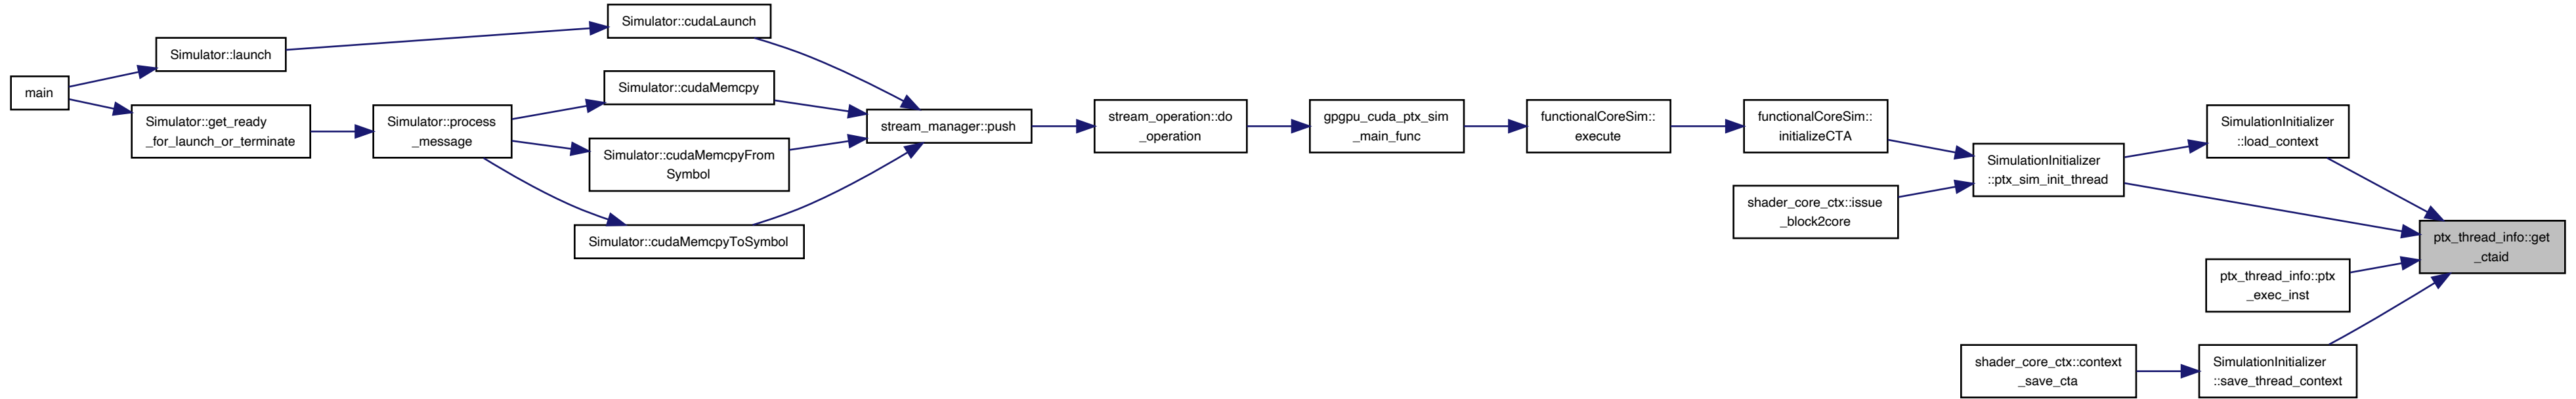 main
Simulator::launch
Simulator::get_ready
_for_launch_or_terminate
Simulator::process
_message
Simulator::cudaLaunch
Simulator::cudaMemcpy
Simulator::cudaMemcpyFrom
Symbol
Simulator::cudaMemcpyToSymbol
stream_manager::push
stream_operation::do
_operation
gpgpu_cuda_ptx_sim
_main_func
functionalCoreSim::
execute
functionalCoreSim::
initializeCTA
shader_core_ctx::issue
_block2core
SimulationInitializer
::ptx_sim_init_thread
shader_core_ctx::context
_save_cta
SimulationInitializer
::load_context
ptx_thread_info::ptx
_exec_inst
SimulationInitializer
::save_thread_context
ptx_thread_info::get
_ctaid